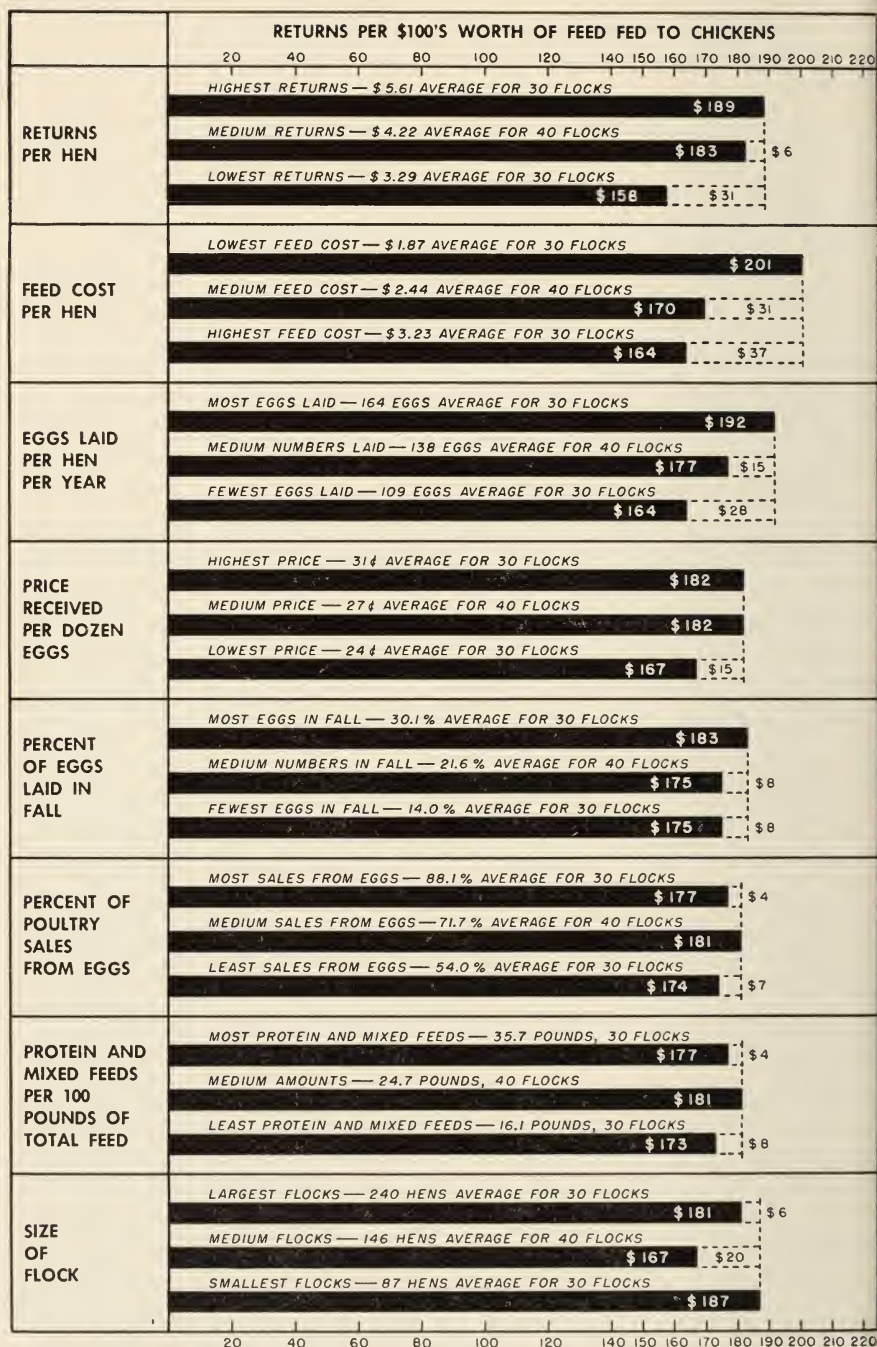 RETURNS PER $100'S WORTH OF FEED FED TO CHICKENS
20 40 60 80 100 120 140 150 160 170 180 190 200 210 220
RETURNS
PER HEN
HIGHEST RETURNS — $5.61 AVERAGE FOR 30 FLOCKS
$189
MEDIUM RETURNS — $4.22 AVERAGE FOR 40 FLOCKS
$183 $6
LOWEST RETURNS — $3.29 AVERAGE FOR 30 FLOCKS
$158 $31
FEED COST
PER HEN
LOWEST FEED COST — $1.87 AVERAGE FOR 30 FLOCKS
$201
MEDIUM FEED COST — $2.44 AVERAGE FOR 40 FLOCKS
$170 $31
HIGHEST FEED COST — $3.23 AVERAGE FOR 30 FLOCKS
$164 $37
EGGS LAID
PER HEN
PER YEAR
MOST EGGS LAID — 164 EGGS AVERAGE FOR 30 FLOCKS
$192
MEDIUM NUMBERS LAID — 138 EGGS AVERAGE FOR 40 FLOCKS
$177 $15
FEWEST EGGS LAID — 109 EGGS AVERAGE FOR 30 FLOCKS
$164 $28
PRICE
RECEIVED
PER DOZEN
EGGS
HIGHEST PRICE — 31¢ AVERAGE FOR 30 FLOCKS
$182
MEDIUM PRICE — 27¢ AVERAGE FOR 40 FLOCKS
$182
LOWEST PRICE — 24¢ AVERAGE FOR 30 FLOCKS
$167 $15
PERCENT
OF EGGS
LAID IN
FALL
MOST EGGS IN FALL — 30.1% AVERAGE FOR 30 FLOCKS
$183
MEDIUM NUMBERS IN FALL — 21.6% AVERAGE FOR 40 FLOCKS
$175 $8
FEWEST EGGS IN FALL — 14.0% AVERAGE FOR 30 FLOCKS
$175 $8
PERCENT OF
POULTRY
SALES
FROM EGGS
MOST SALES FROM EGGS — 88.1% AVERAGE FOR 30 FLOCKS
$177 $4
MEDIUM SALES FROM EGGS — 71.7% AVERAGE FOR 40 FLOCKS
$181
LEAST SALES FROM EGGS — 54.0% AVERAGE FOR 30 FLOCKS
$174 $7
PROTEIN AND
MIXED FEEDS
PER 100
POUNDS OF
TOTAL FEED
MOST PROTEIN AND MIXED FEEDS — 35.7 POUNDS, 30 FLOCKS
$177 $4
MEDIUM AMOUNTS — 24.7 POUNDS, 40 FLOCKS
$181
LEAST PROTEIN AND MIXED FEEDS — 16.1 POUNDS, 30 FLOCKS
$173 $8
SIZE
OF
FLOCK
LARGEST FLOCKS — 240 HENS AVERAGE FOR 30 FLOCKS
$181 $6
MEDIUM FLOCKS — 146 HENS AVERAGE FOR 40 FLOCKS
$167 $20
SMALLEST FLOCKS — 87 HENS AVERAGE FOR 30 FLOCKS
$187
20 40 60 80 100 120 140 150 160 170 180 190 200 210 220